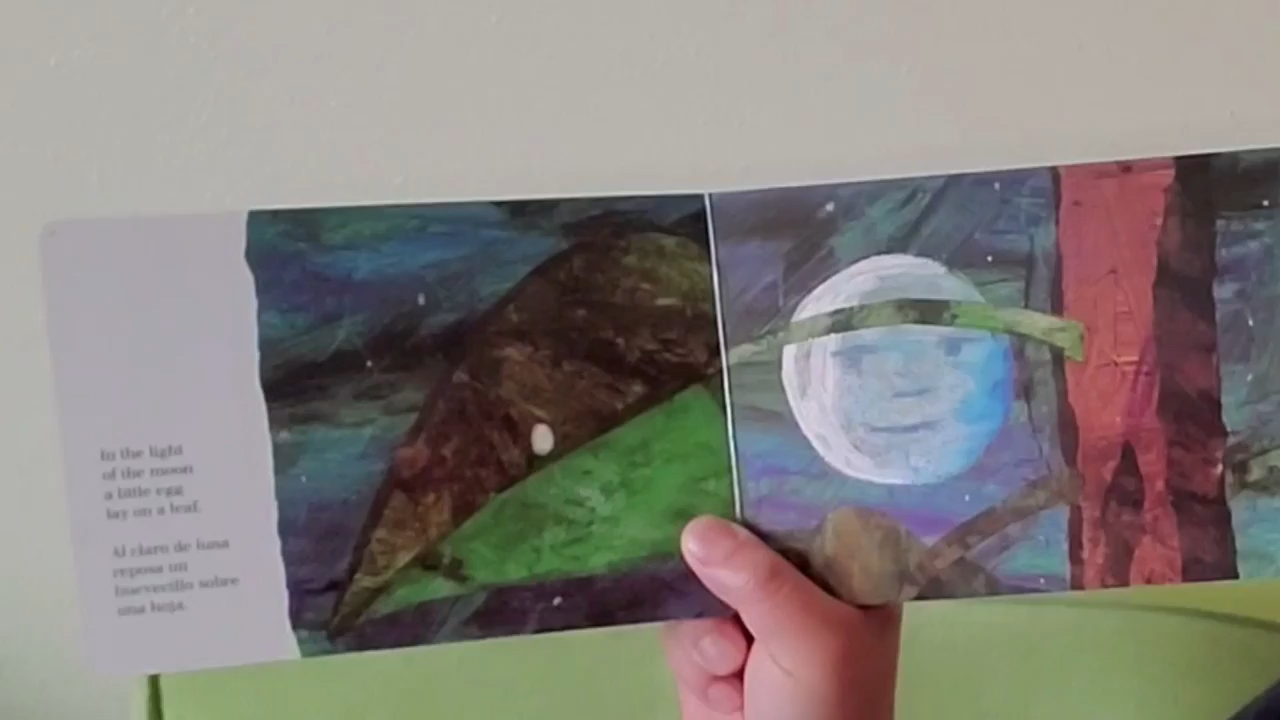 In the light
of the moon
a little egg
lay on a leaf.
Al claro de luna
reposa un
huevecillo sobre
una hoja.